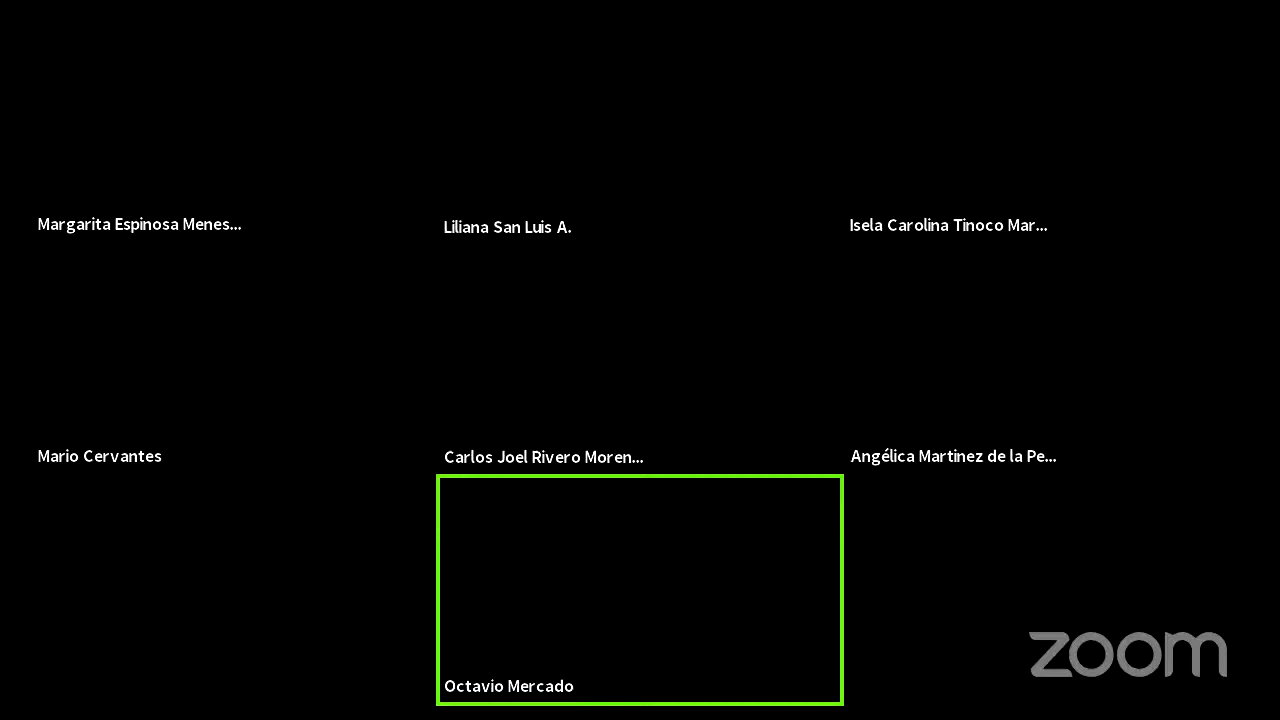 Margarita Espinosa Menes...
Liliana San Luis A.
Isela Carolina Tinoco Mar...
Mario Cervantes
Carlos Joel Rivero Moren...
Angélica Martinez de la Pe...
Octavio Mercado
zoom